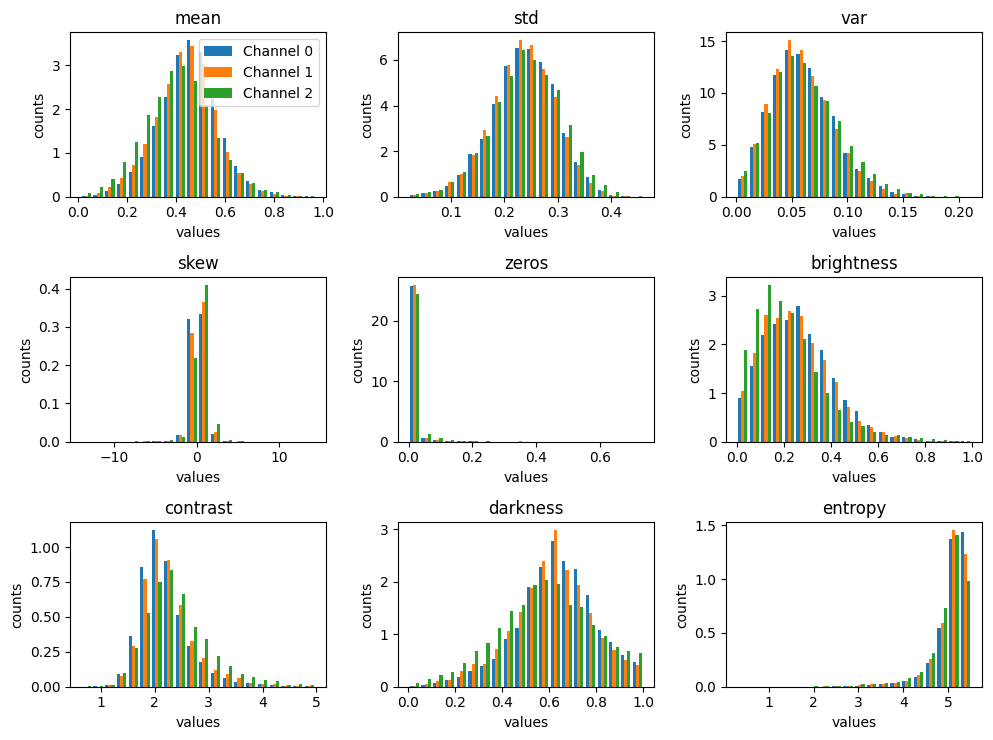 mean
std
var
Channel 0
Channel 1
Channel 2
counts
0
1
2
3
0.0
0.2
0.4
0.6
0.8
1.0
values
counts
0
2
4
6
0.1
0.2
0.3
0.4
values
counts
0
5
10
15
0.00
0.05
0.10
0.15
0.20
values
skew
zeros
brightness
counts
0.0
0.1
0.2
0.3
0.4
−10
0
10
values
counts
0
10
20
0.0
0.2
0.4
0.6
values
counts
0
1
2
3
0.0
0.2
0.4
0.6
0.8
1.0
values
contrast
darkness
entropy
counts
0.00
0.25
0.50
0.75
1.00
1
2
3
4
5
values
counts
0
1
2
3
0.0
0.2
0.4
0.6
0.8
1.0
values
counts
0.0
0.5
1.0
1.5
1
2
3
4
5
values